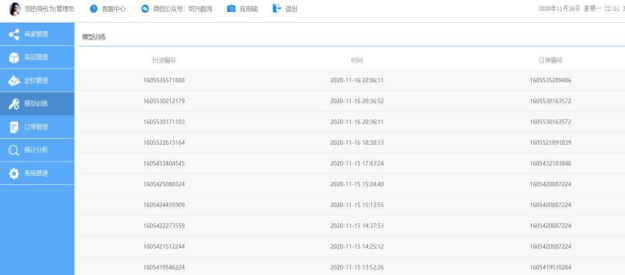 您的身份为:管理员 客服中心 微信公众号：绍兴数鸿 应用端 退出 2020年11月16日 星期一 22:51
商家管理
菜品管理
定价管理
模型训练
订单管理
统计分析
系统管理
模型训练
纪录编号 时间 订单编号
1605535571888 2020-11-16 22:06:11 1605535289486
1605530212179 2020-11-16 20:36:52 1605530163572
1605530171103 2020-11-16 20:36:11 1605530163572
1605522613164 2020-11-16 18:30:13 1605521891839
1605433404545 2020-11-15 17:43:24 1605432183848
1605425080324 2020-11-15 15:24:40 1605420887224
1605424435909 2020-11-15 15:13:55 1605420887224
1605422273559 2020-11-15 14:37:53 1605420887224
1605421512244 2020-11-15 14:25:12 1605420887224
1605419546224 2020-11-15 13:52:26 1605419530284